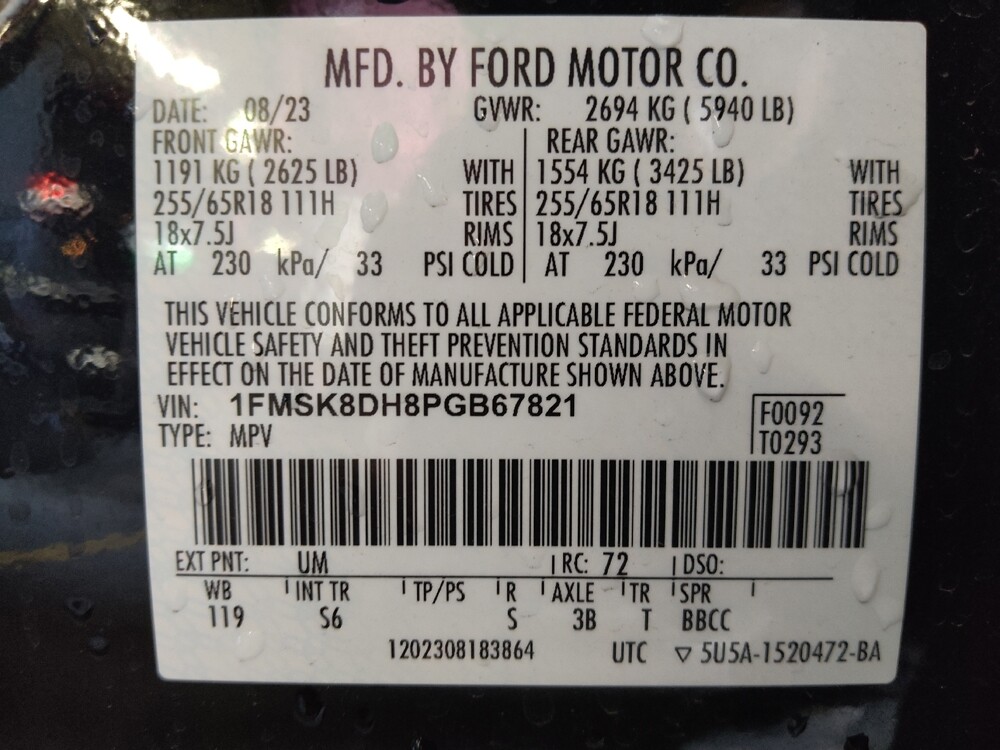 MFD. BY FORD MOTOR CO.
DATE: 08/23 GVWR: 2694 KG ( 5940 LB)
FRONT GAWR: REAR GAWR:
1191 KG ( 2625 LB) WITH 1554 KG ( 3425 LB) WITH
255/65R18 111H TIRES 255/65R18 111H TIRES
18x7.5J RIMS 18x7.5J RIMS
AT 230 kPa/ 33 PSI COLD AT 230 kPa/ 33 PSI COLD
THIS VEHICLE CONFORMS TO ALL APPLICABLE FEDERAL MOTOR
VEHICLE SAFETY AND THEFT PREVENTION STANDARDS IN
EFFECT ON THE DATE OF MANUFACTURE SHOWN ABOVE.
VIN: 1FMSK8DH8PGB67821 F0092
TYPE: MPV T0293
EXT PNT: UM RC: 72 DSO:
WB INT TR TP/PS R AXLE TR SPR
119 S6 S 3B T BBCC
1202308183864 UTC ▽ 5U5A-1520472-BA